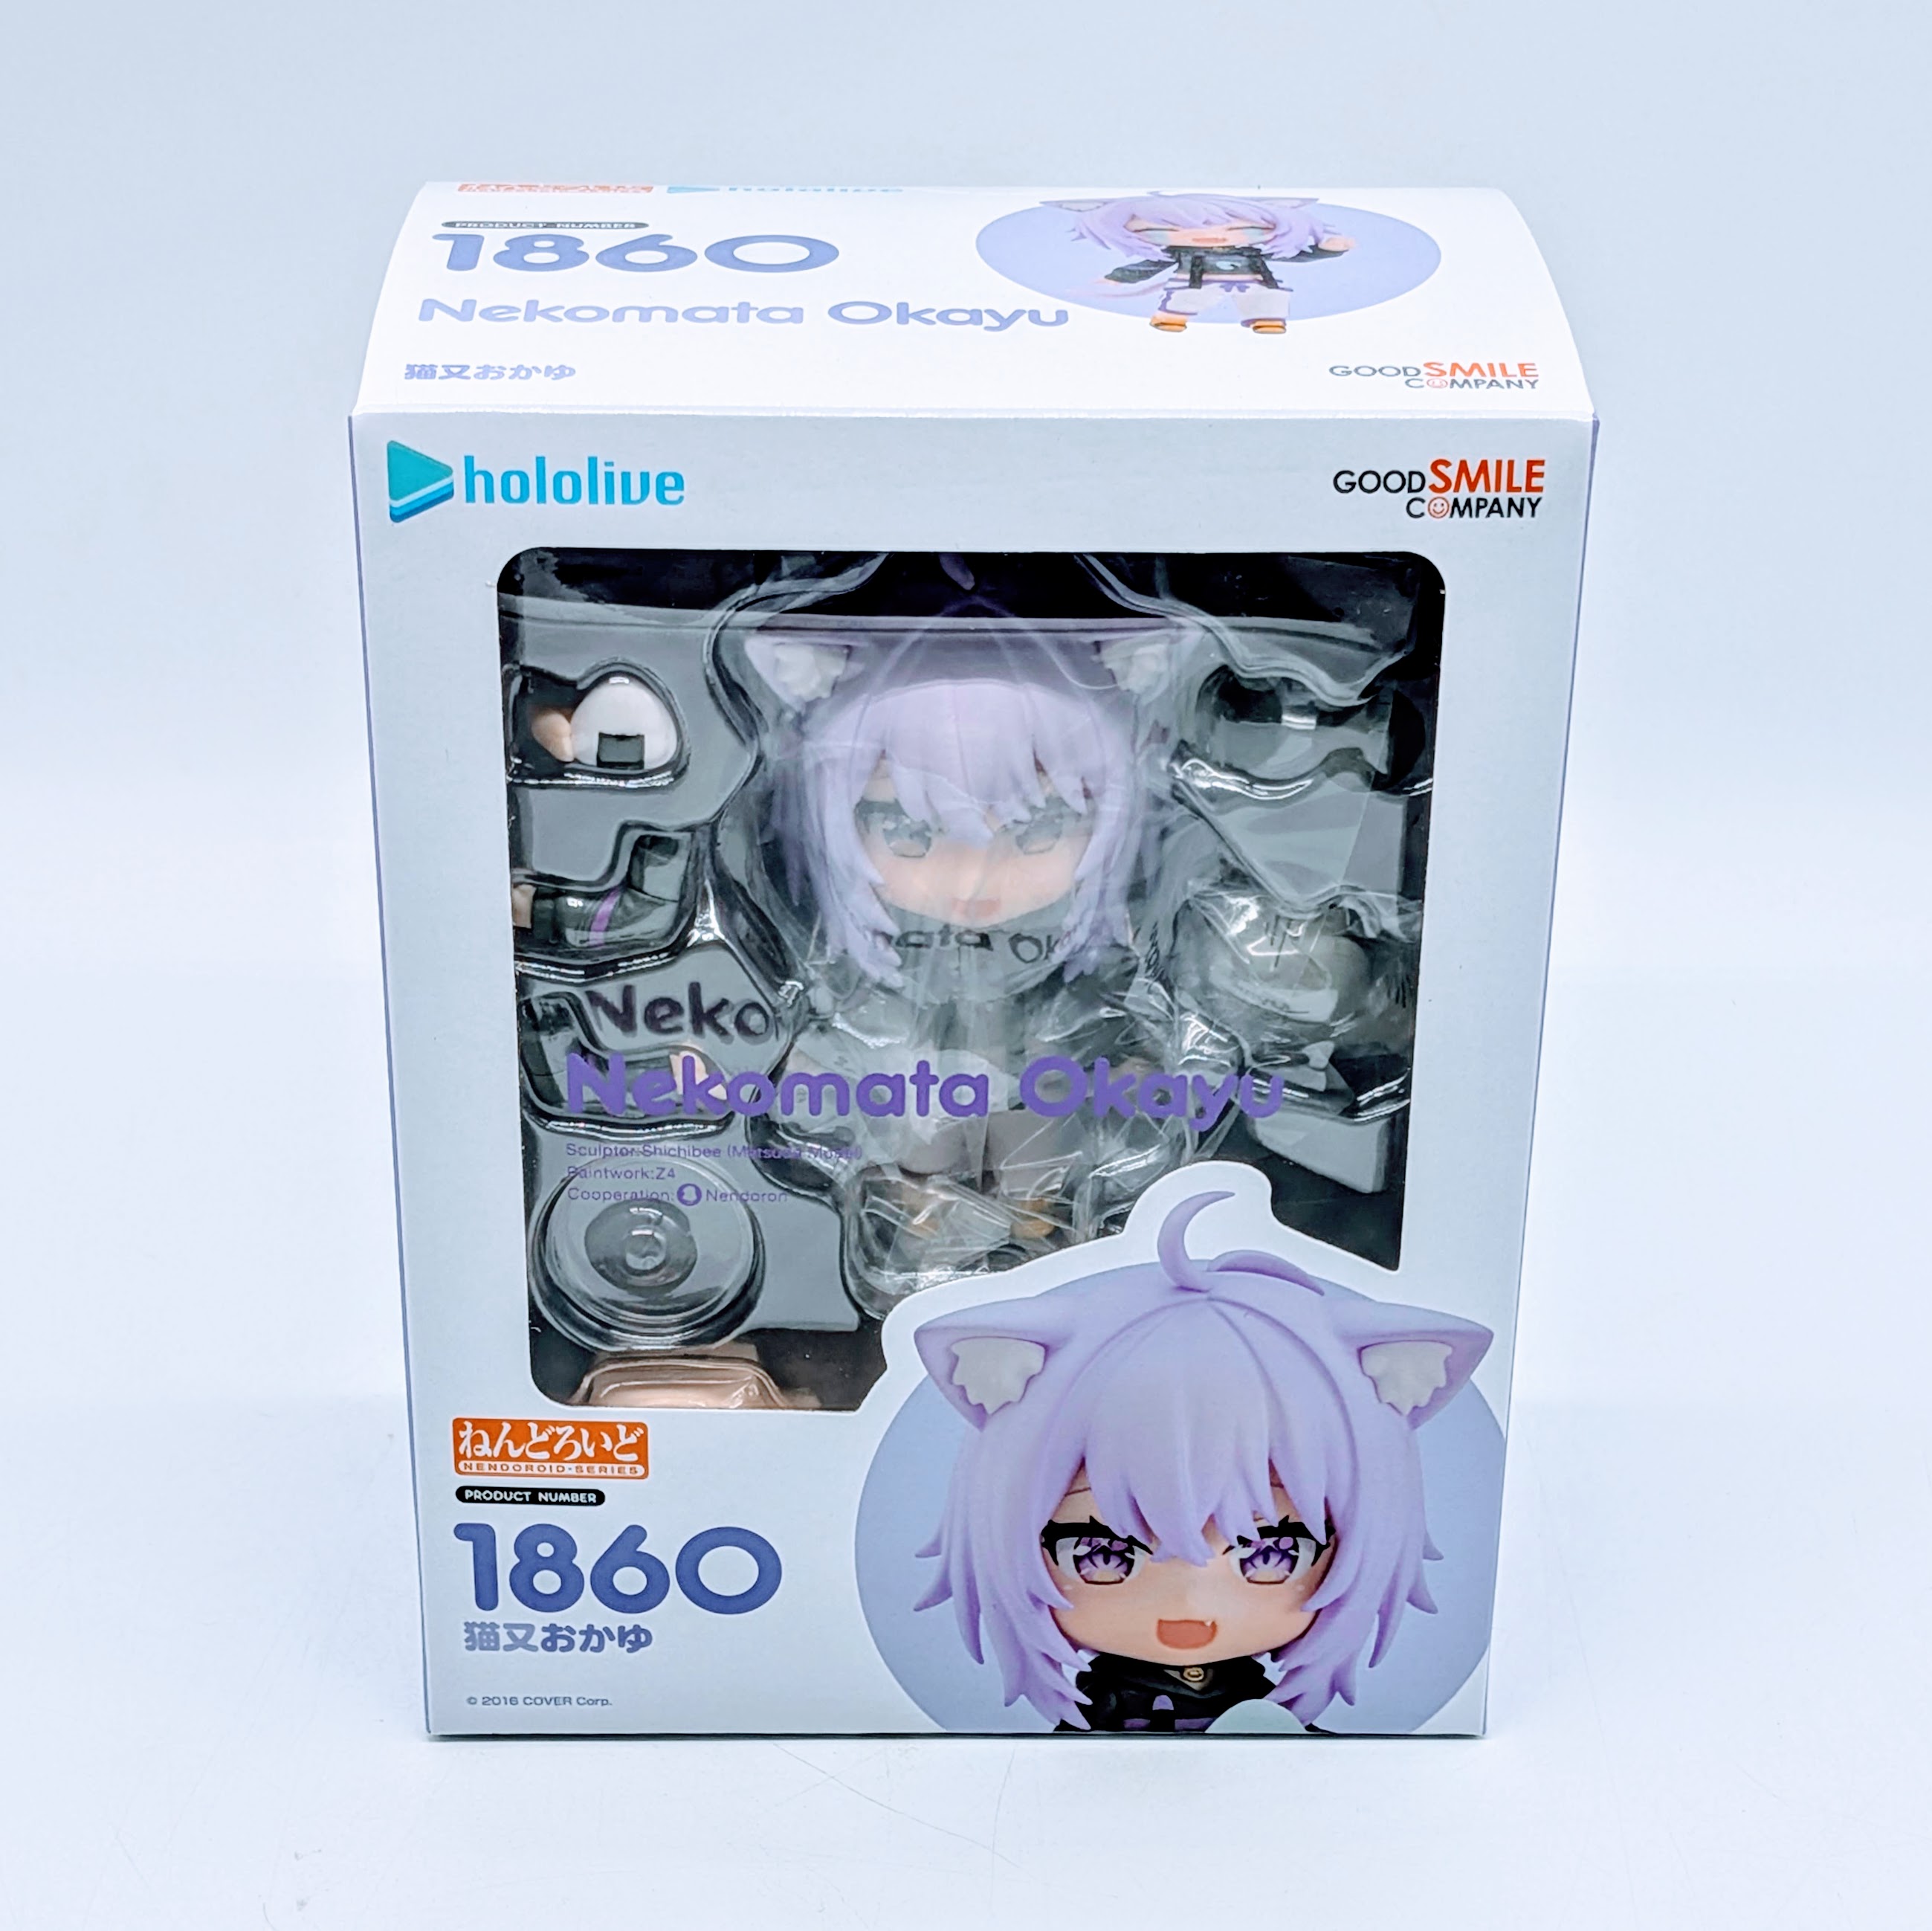 PRODUCT NUMBER
1860
Nekomata Okayu
猫又おかゆ
GOOD SMILE
COMPANY
hololive
GOOD SMILE
COMPANY
Neko
Nekomata Okayu
Sculptor:Shichibee
Paintwork:Z4
Cooperation: Nendoron
ねんどろいど
NENDOROID·SERIES
PRODUCT NUMBER
1860
猫又おかゆ
© 2016 COVER Corp.